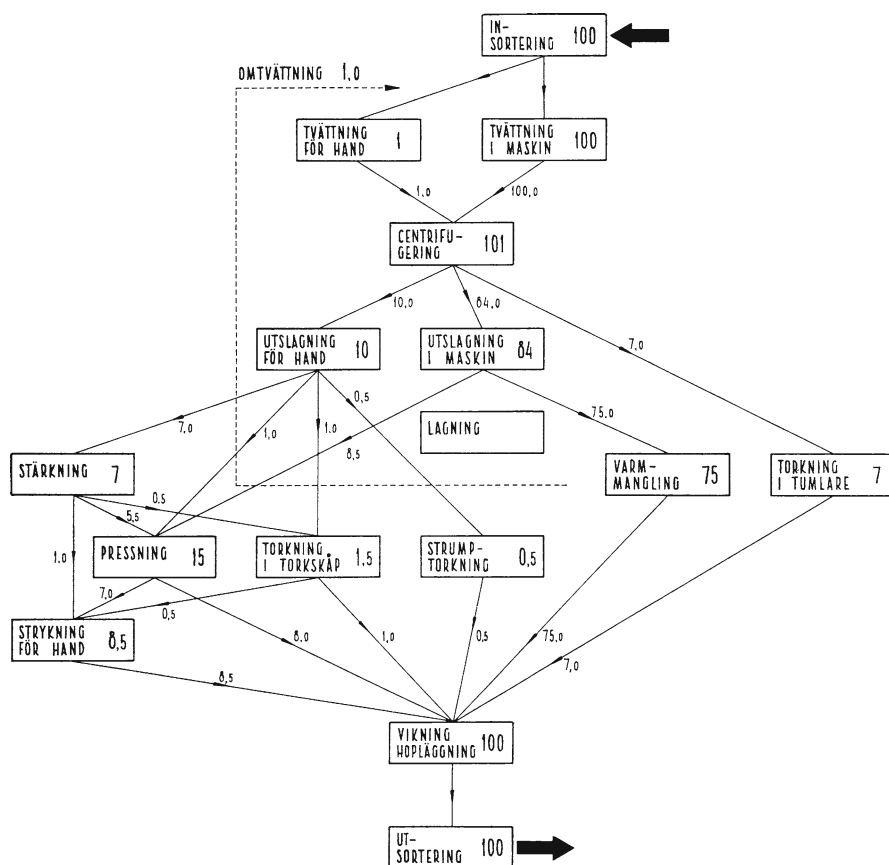 IN-
SORTERING 100
OMTVÄTTNING 1,0
TVÄTTNING
FÖR HAND 1
TVÄTTNING
I MASKIN 100
1,0
100,0
CENTRIFU-
GERING 101
10,0
84,0
7,0
UTSLAGNING
FÖR HAND 10
UTSLAGNING
I MASKIN 84
0,5
7,0
1,0
1,0
8,5
75,0
LAGNING
STÄRKNING 7
VARM-
MANGLING 75
TORKNING
I TUMLARE 7
0,5
5,5
1,0
PRESSNING 15
TORKNING
I TORKSKÅP 1,5
STRUMP-
TORKNING 0,5
7,0
0,5
STRYKNING
FÖR HAND 8,5
8,0
1,0
0,5
75,0
7,0
8,5
VIKNING
HOPLÄGGNING 100
UT-
SORTERING 100